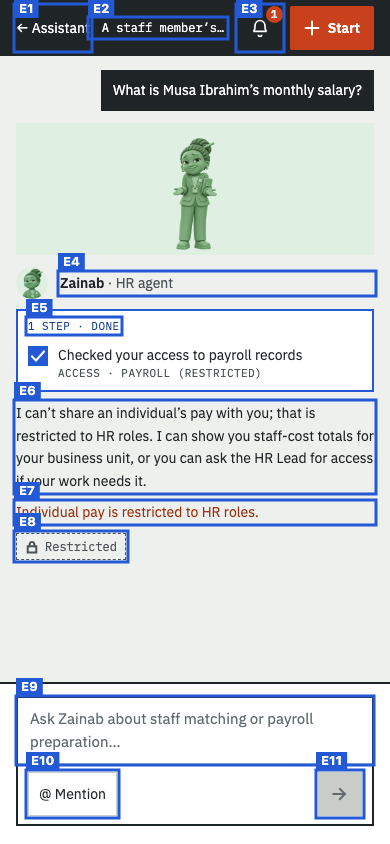 E1
E2
E3
← Assistant
A staff member's…
1
+ Start
What is Musa Ibrahim's monthly salary?
E4
Zainab · HR agent
E5
1 STEP · DONE
Checked your access to payroll records
ACCESS · PAYROLL (RESTRICTED)
E6
I can't share an individual's pay with you; that is
restricted to HR roles. I can show you staff-cost totals for
your business unit, or you can ask the HR Lead for access
if your work needs it.
E7
Individual pay is restricted to HR roles.
E8
Restricted
E9
Ask Zainab about staff matching or payroll
preparation…
E10
E11
@ Mention
→